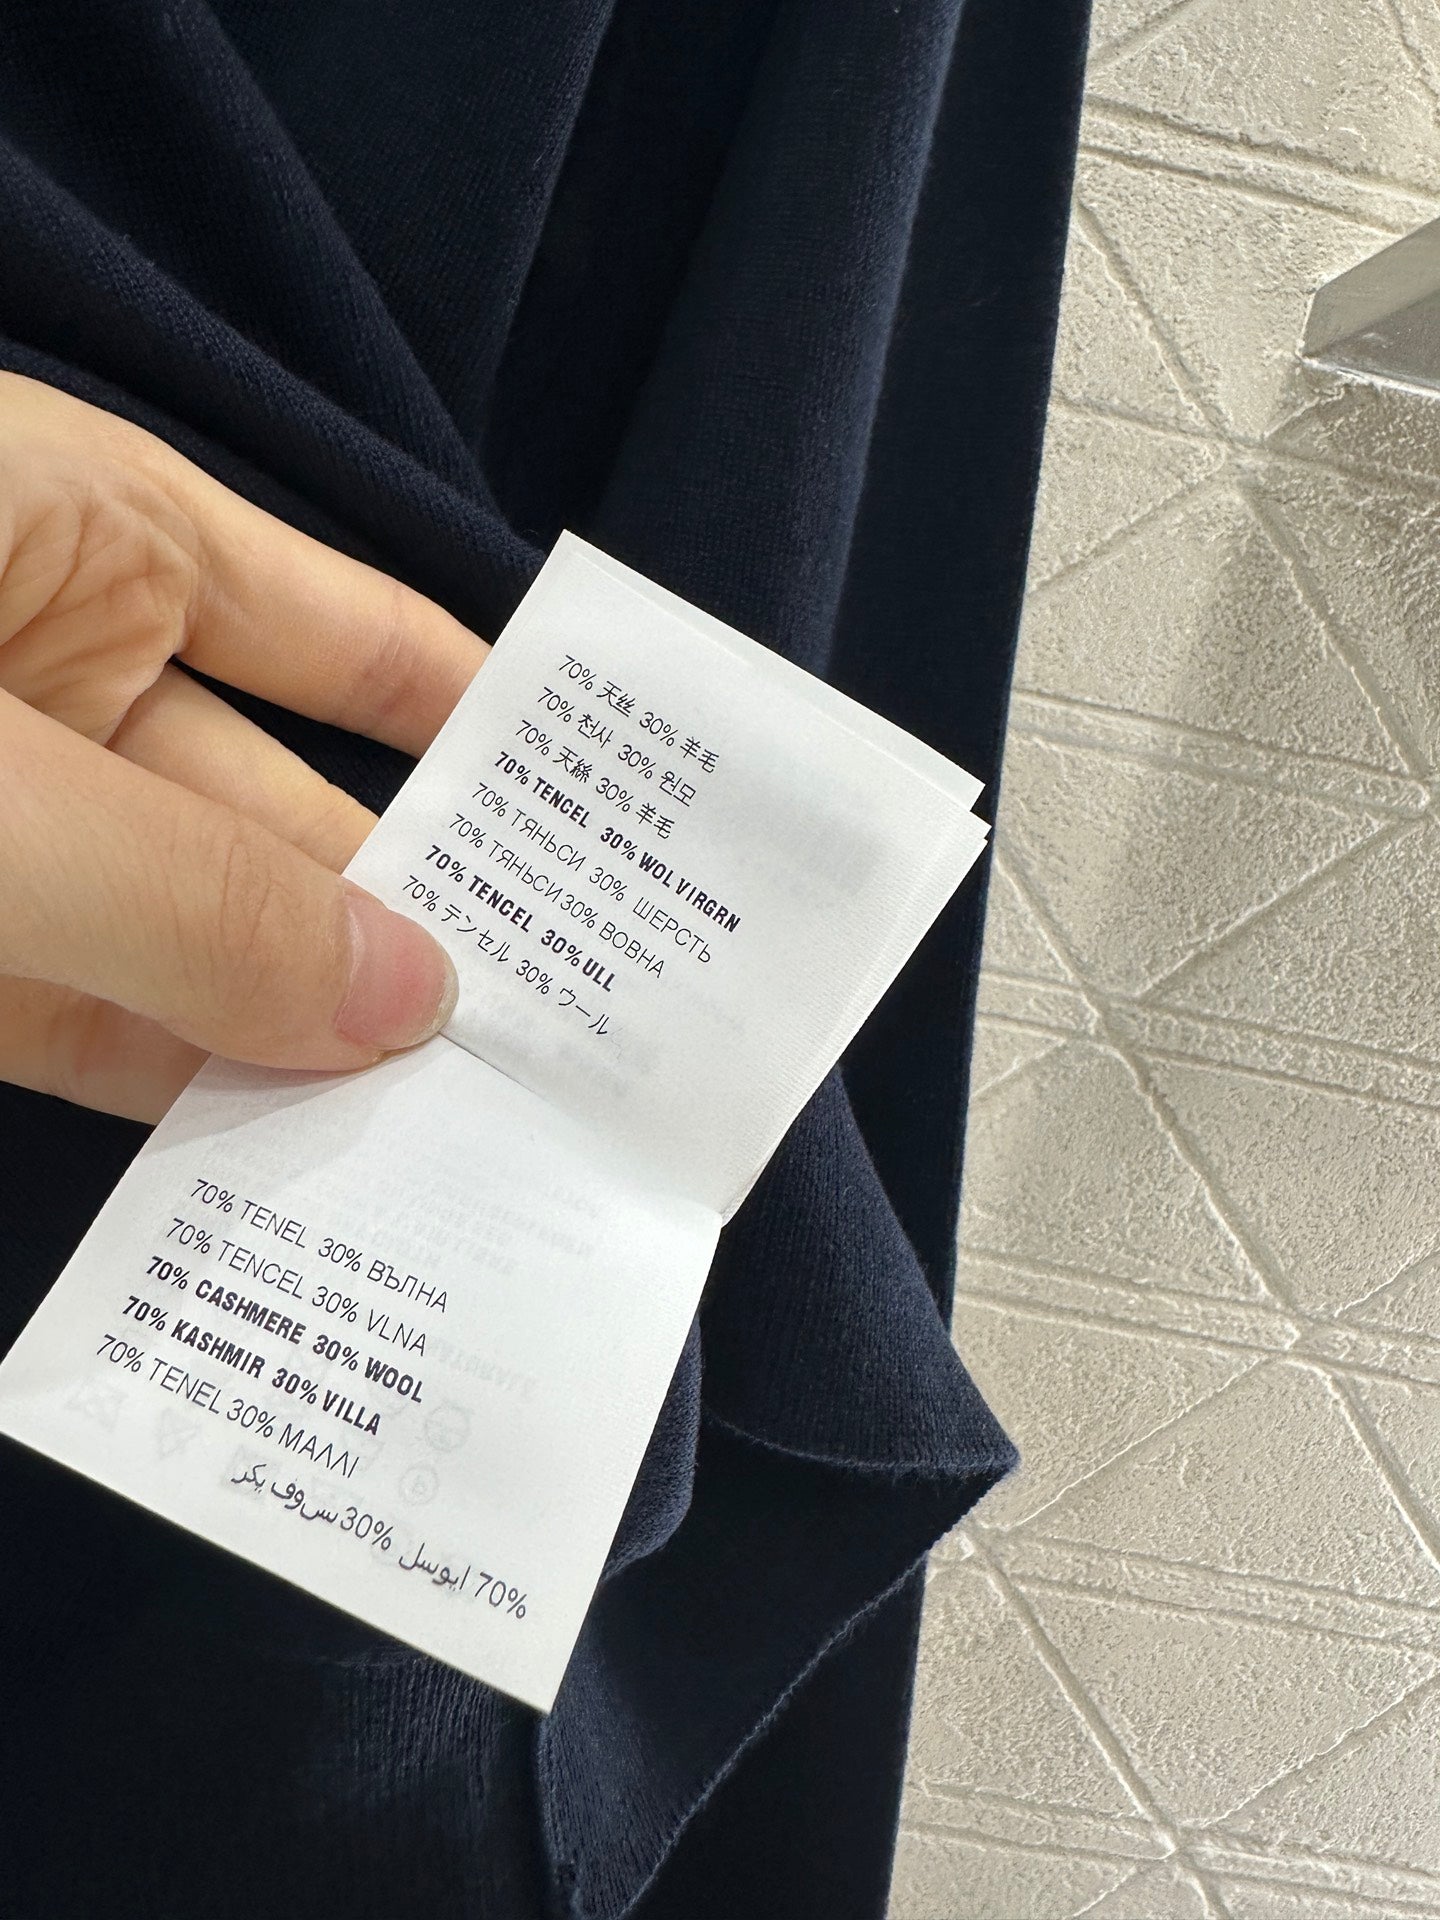 70% 天丝 30% 羊毛
70% 천사 30% 원모
70% 天絲 30% 羊毛
70% TENCEL 30% WOL VIRGRN
70% ТЯНЬСИ 30% ШЕРСТЬ
70% ТЯНЬСИ 30% ВОВНА
70% TENCEL 30% ULL
70% テンセル 30% ウール
70% TENEL 30% ВЪЛНА
70% TENCEL 30% VLNA
70% CASHMERE 30% WOOL
70% KASHMIR 30% VILLA
70% TENEL 30% ΜΑΛΛΙ
70% ايوسل 30% سوف يكر